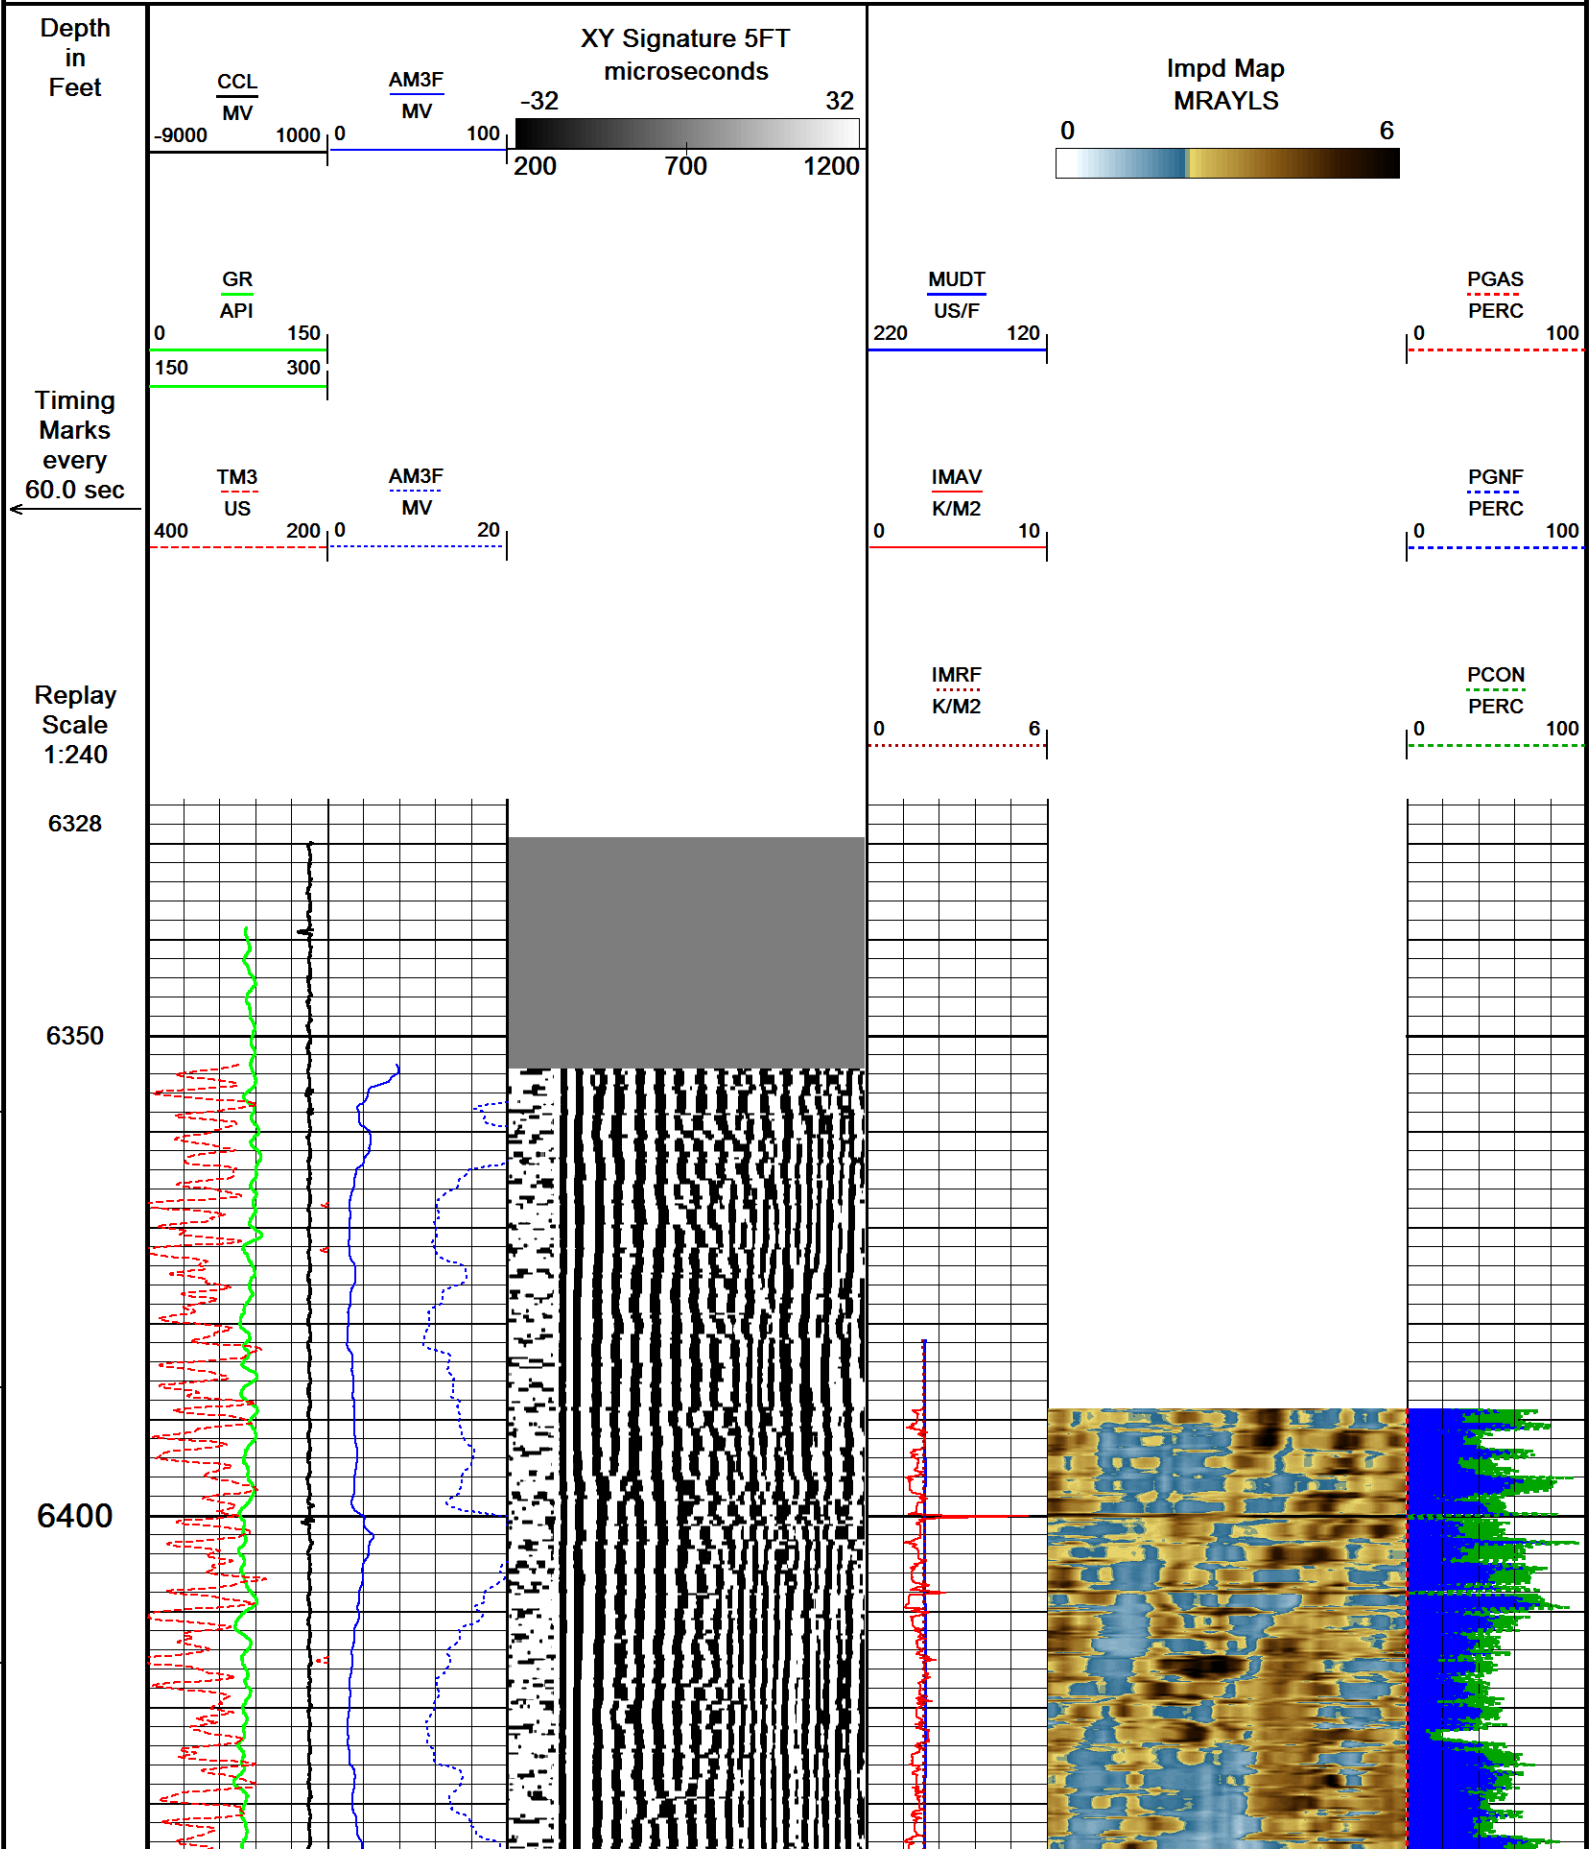 Depth
in
Feet
CCL
MV
-9000 1000
AM3F
MV
0 100
XY Signature 5FT
microseconds
-32 32
200 700 1200
Impd Map
MRAYLS
0 6
GR
API
0 150
150 300
MUDT
US/F
220 120
PGAS
PERC
0 100
Timing
Marks
every
60.0 sec
TM3
US
400 200
AM3F
MV
0 20
IMAV
K/M2
0 10
PGNF
PERC
0 100
Replay
Scale
1:240
IMRF
K/M2
0 6
PCON
PERC
0 100
6328
6350
6400